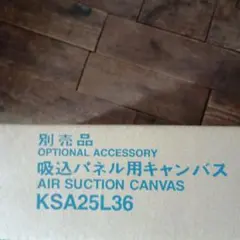 別売品
OPTIONAL ACCESSORY
吸込パネル用キャンバス
AIR SUCTION CANVAS
KSA25L36